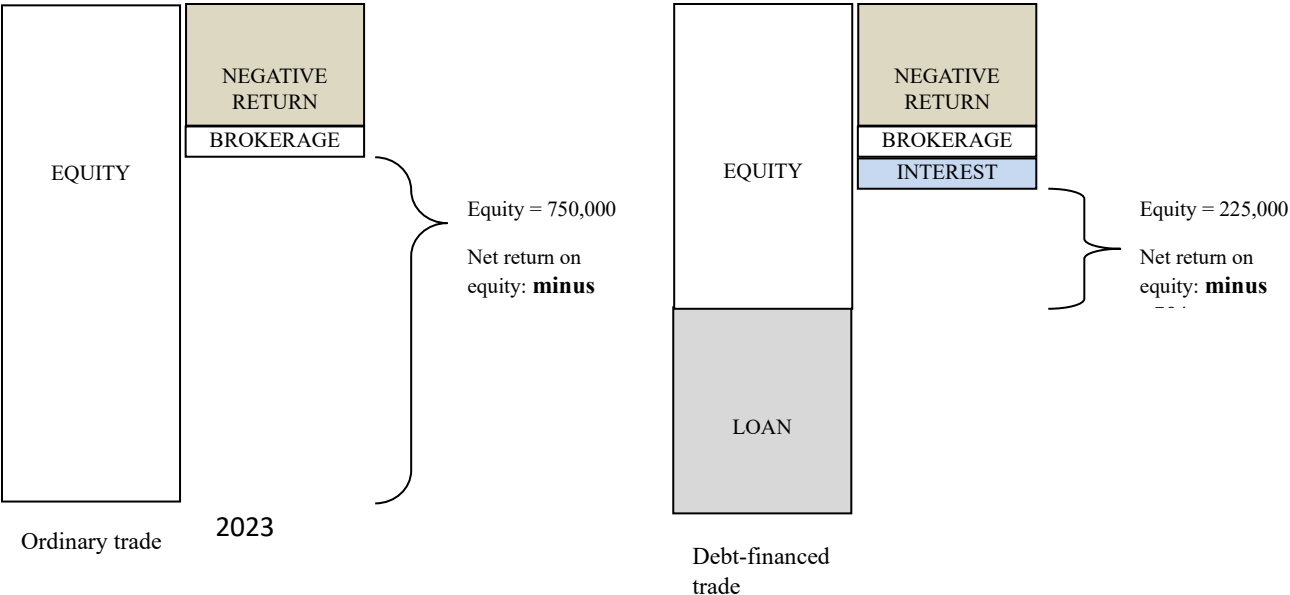 NEGATIVE
RETURN
BROKERAGE
EQUITY
Equity = 750,000
Net return on
equity: minus
Ordinary trade
2023
NEGATIVE
RETURN
BROKERAGE
INTEREST
EQUITY
Equity = 225,000
Net return on
equity: minus
LOAN
Debt-financed
trade